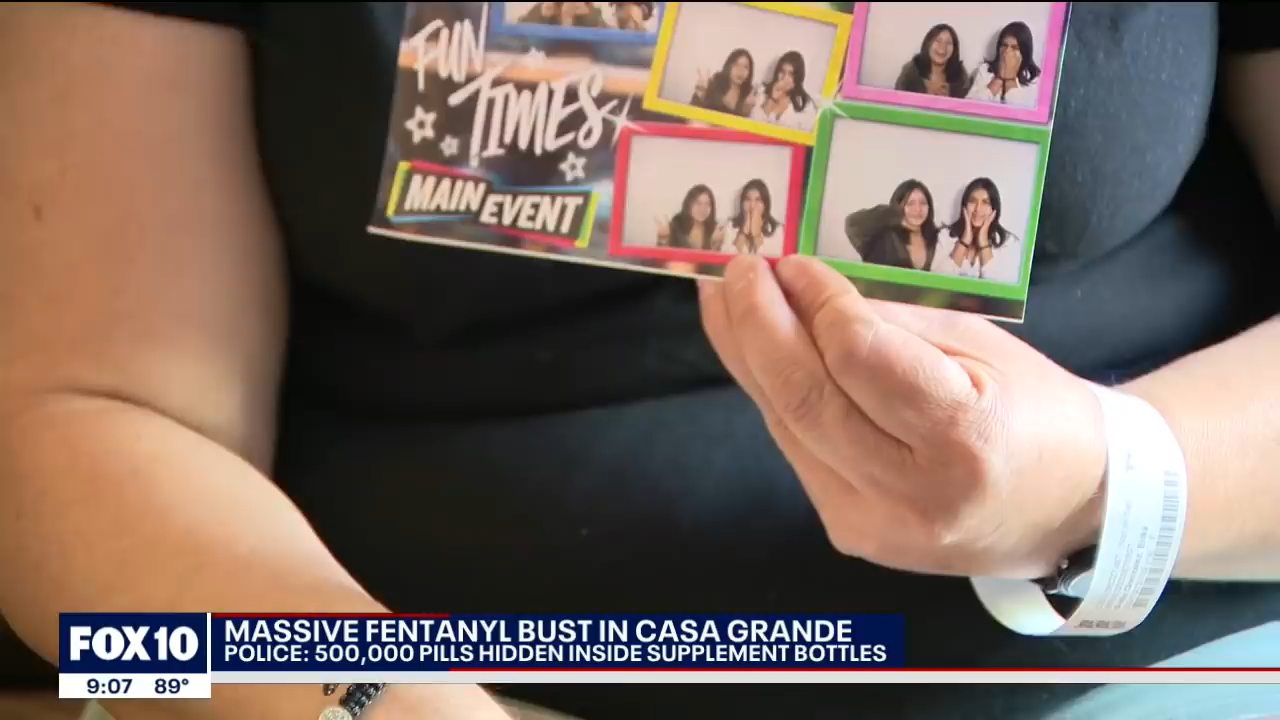 FUN
TIMES
MAIN EVENT
FOX 10
9:07 89°
MASSIVE FENTANYL BUST IN CASA GRANDE
POLICE: 500,000 PILLS HIDDEN INSIDE SUPPLEMENT BOTTLES